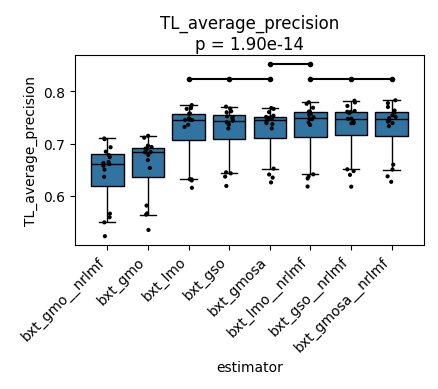 TL_average_precision
p = 1.90e-14
TL_average_precision
0.8
0.7
0.6
bxt_gmo__nrlmf
bxt_gmo
bxt_lmo
bxt_gso
bxt_gmosa
bxt_lmo__nrlmf
bxt_gso__nrlmf
bxt_gmosa__nrlmf
estimator